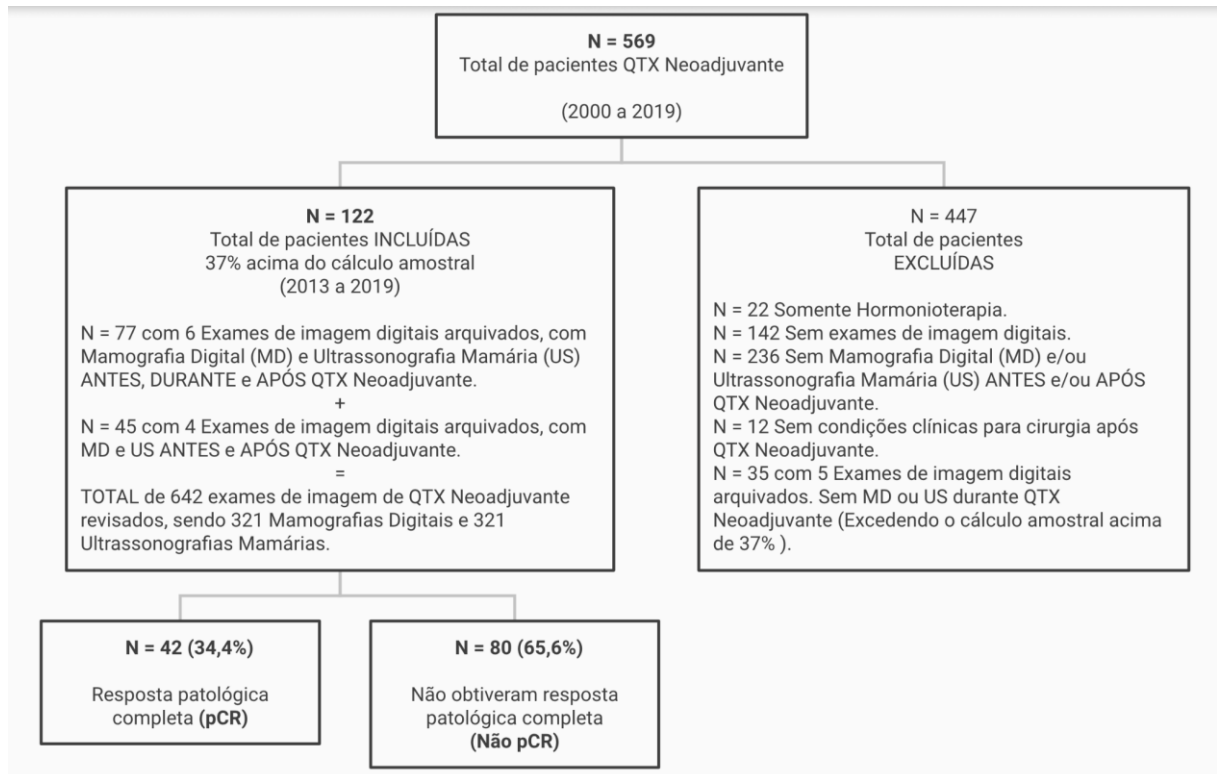 N = 569
Total de pacientes QTX Neoadjuvante
(2000 a 2019)
N = 122
Total de pacientes INCLUÍDAS
37% acima do cálculo amostral
(2013 a 2019)
N = 77 com 6 Exames de imagem digitais arquivados, com
Mamografia Digital (MD) e Ultrassonografia Mamária (US)
ANTES, DURANTE e APÓS QTX Neoadjuvante.
+
N = 45 com 4 Exames de imagem digitais arquivados, com
MD e US ANTES e APÓS QTX Neoadjuvante.
=
TOTAL de 642 exames de imagem de QTX Neoadjuvante
revisados, sendo 321 Mamografias Digitais e 321
Ultrassonografias Mamárias.
N = 447
Total de pacientes
EXCLUÍDAS
N = 22 Somente Hormonioterapia.
N = 142 Sem exames de imagem digitais.
N = 236 Sem Mamografia Digital (MD) e/ou
Ultrassonografia Mamária (US) ANTES e/ou APÓS
QTX Neoadjuvante.
N = 12 Sem condições clínicas para cirurgia após
QTX Neoadjuvante.
N = 35 com 5 Exames de imagem digitais
arquivados. Sem MD ou US durante QTX
Neoadjuvante (Excedendo o cálculo amostral acima
de 37% ).
N = 42 (34,4%)
Resposta patológica
completa (pCR)
N = 80 (65,6%)
Não obtiveram resposta
patológica completa
(Não pCR)